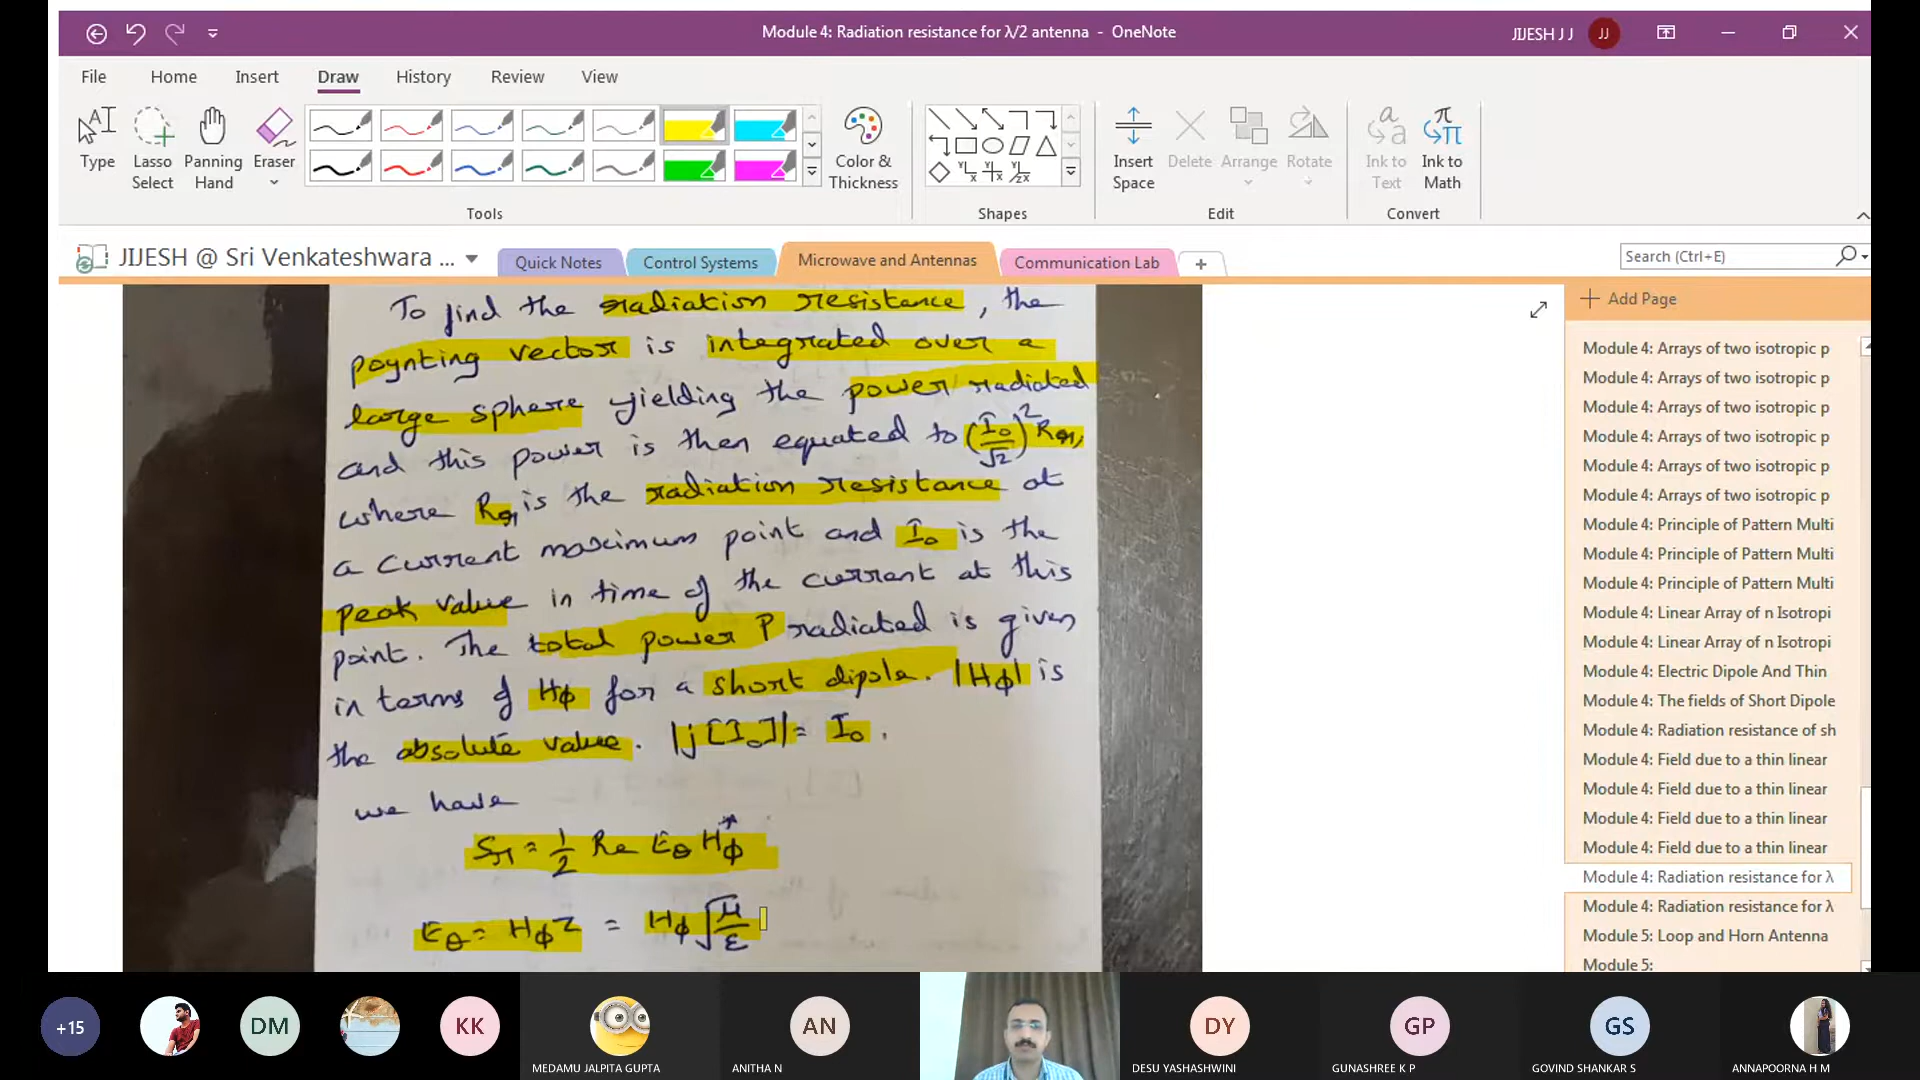 Module 4: Radiation resistance for λ/2 antenna - OneNote
JIJESH J J
JJ
File
Home
Insert
Draw
History
Review
View
Type
Lasso Select
Panning Hand
Eraser
Color & Thickness
Insert Space
Delete
Arrange
Rotate
Ink to Text
Ink to Math
Tools
Shapes
Edit
Convert
JIJESH @ Sri Venkateshwara ...
Quick Notes
Control Systems
Microwave and Antennas
Communication Lab
Search (Ctrl+E)
To find the radiation resistance, the
poynting vector is integrated over a
large sphere yielding the power radiated
and this power is then equated to (I₀/√2)² Rr,
where Rr is the radiation resistance at
a current maximum point and I₀ is the
peak value in time of the current at this
point. The total power P radiated is given
in terms of Hϕ for a short dipole. |Hϕ| is
the absolute value. |j[I₀]| = I₀.
we have
Sr = 1/2 Re Eθ Hϕ*
Eθ = Hϕ Z = Hϕ √(μ/ε)
Add Page
Module 4: Arrays of two isotropic p
Module 4: Arrays of two isotropic p
Module 4: Arrays of two isotropic p
Module 4: Arrays of two isotropic p
Module 4: Arrays of two isotropic p
Module 4: Arrays of two isotropic p
Module 4: Principle of Pattern Multi
Module 4: Principle of Pattern Multi
Module 4: Principle of Pattern Multi
Module 4: Linear Array of n Isotropi
Module 4: Linear Array of n Isotropi
Module 4: Electric Dipole And Thin
Module 4: The fields of Short Dipole
Module 4: Radiation resistance of sh
Module 4: Field due to a thin linear
Module 4: Field due to a thin linear
Module 4: Field due to a thin linear
Module 4: Field due to a thin linear
Module 4: Radiation resistance for λ
Module 4: Radiation resistance for λ
Module 5: Loop and Horn Antenna
Module 5:
+15
DM
KK
MEDAMU JALPITA GUPTA
AN
ANITHA N
DY
DESU YASHASHWINI
GP
GUNASHREE K P
GS
GOVIND SHANKAR S
ANNAPOORNA H M